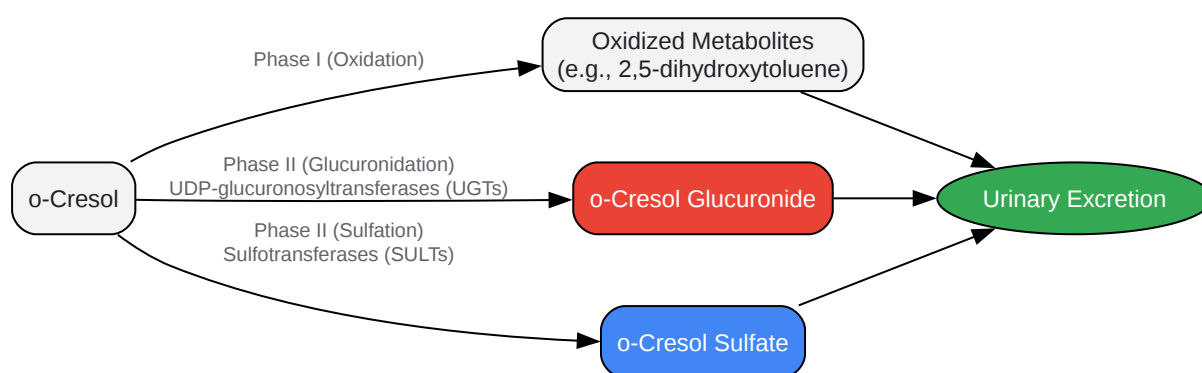 Phase I (Oxidation)
Oxidized Metabolites
(e.g., 2,5-dihydroxytoluene)
o-Cresol
Phase II (Glucuronidation)
UDP-glucuronosyltransferases (UGTs)
o-Cresol Glucuronide
Urinary Excretion
Phase II (Sulfation)
Sulfotransferases (SULTs)
o-Cresol Sulfate